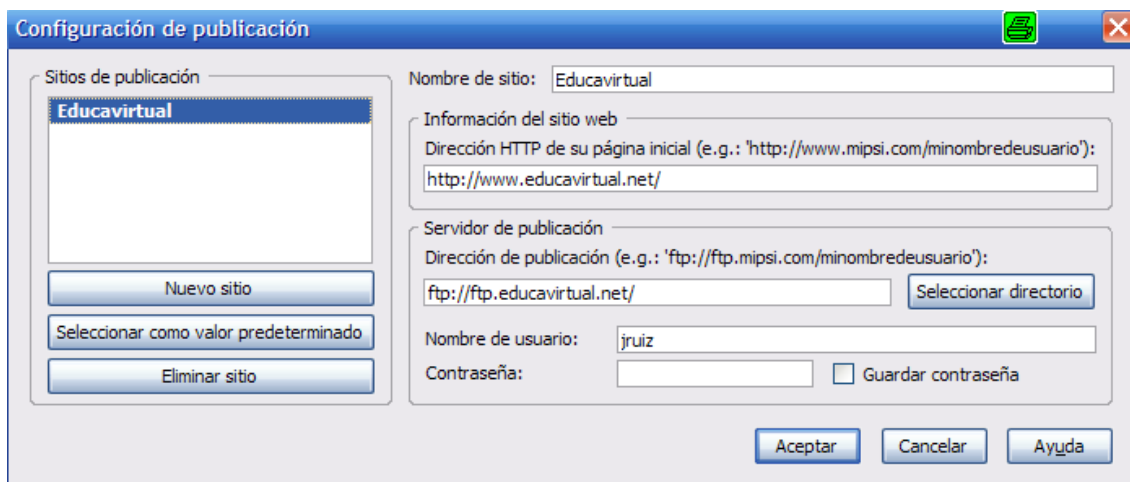 Configuración de publicación
Sitios de publicación
Educavirtual
Nuevo sitio
Seleccionar como valor predeterminado
Eliminar sitio
Nombre de sitio: Educavirtual
Información del sitio web
Dirección HTTP de su página inicial (e.g.: 'http://www.mipsi.com/minombredeusuario'):
http://www.educavirtual.net/
Servidor de publicación
Dirección de publicación (e.g.: 'ftp://ftp.mipsi.com/minombredeusuario'):
ftp://ftp.educavirtual.net/ Seleccionar directorio
Nombre de usuario: jruiz
Contraseña: Guardar contraseña
Aceptar Cancelar Ayuda